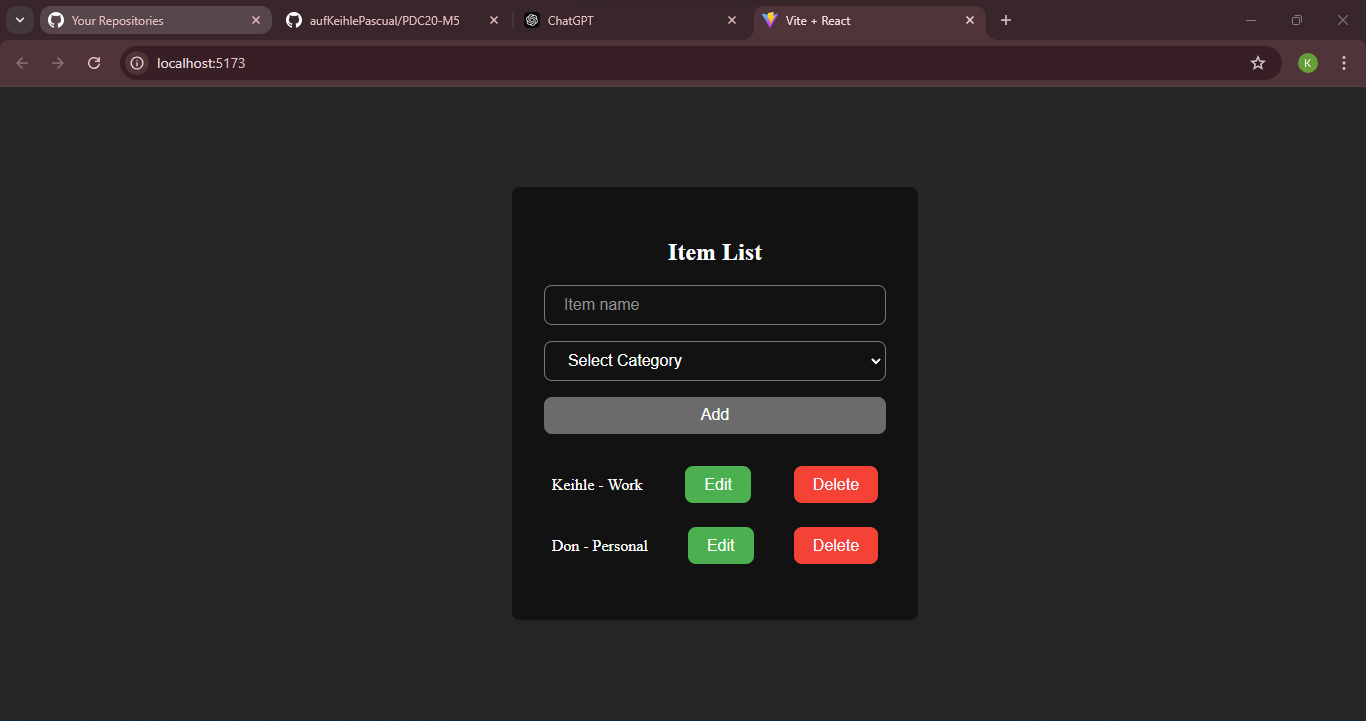 Your Repositories
aufKeihlePascual/PDC20-M5
ChatGPT
Vite + React
localhost:5173
K
Item List
Item name
Select Category
Add
Keihle - Work Edit Delete
Don - Personal Edit Delete